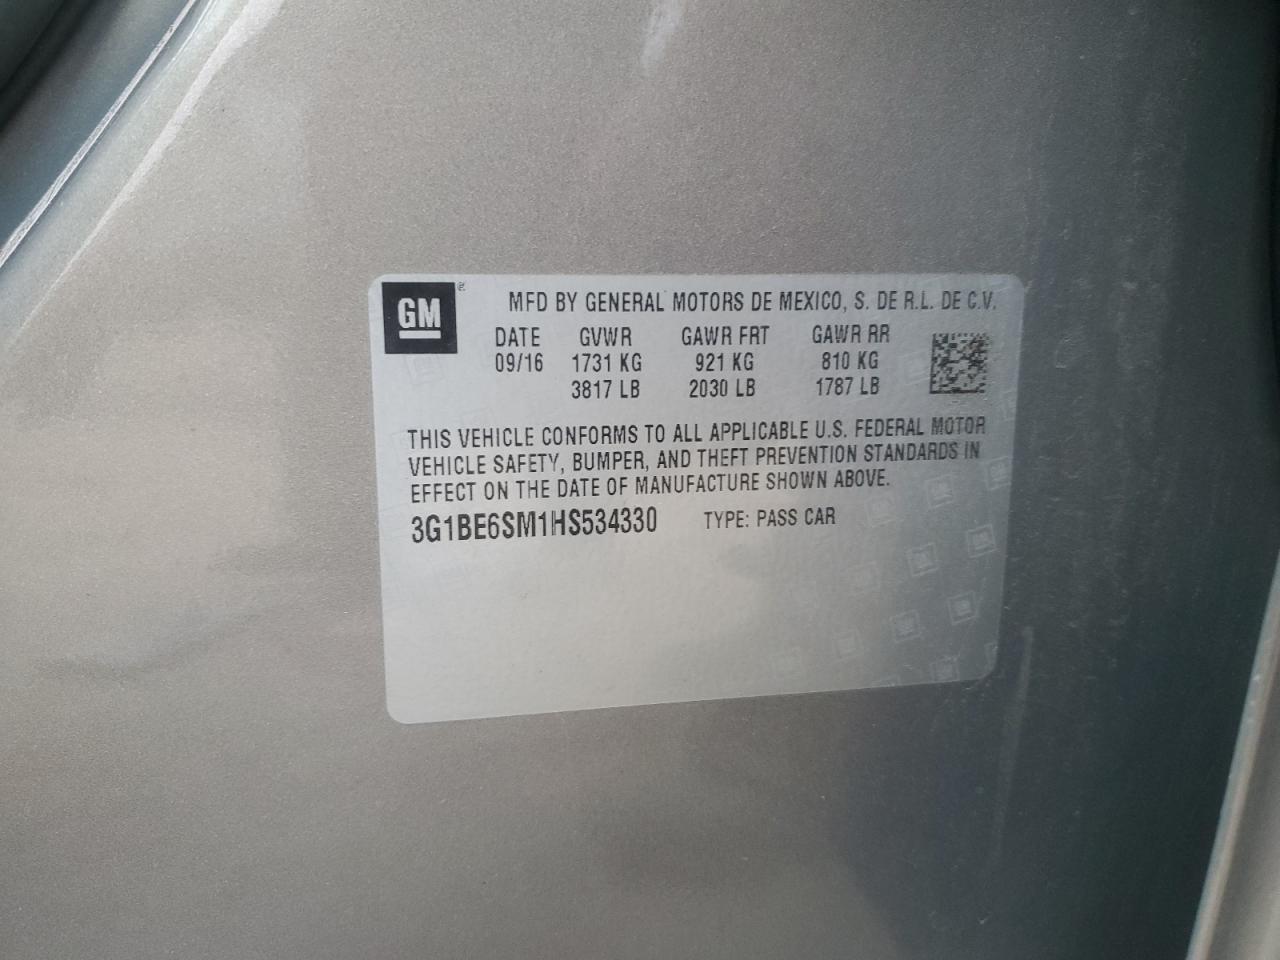 GM ®
MFD BY GENERAL MOTORS DE MEXICO, S. DE R.L. DE C.V.
DATE GVWR GAWR FRT GAWR RR
09/16 1731 KG 921 KG 810 KG
3817 LB 2030 LB 1787 LB
THIS VEHICLE CONFORMS TO ALL APPLICABLE U.S. FEDERAL MOTOR
VEHICLE SAFETY, BUMPER, AND THEFT PREVENTION STANDARDS IN
EFFECT ON THE DATE OF MANUFACTURE SHOWN ABOVE.
3G1BE6SM1HS534330 TYPE: PASS CAR